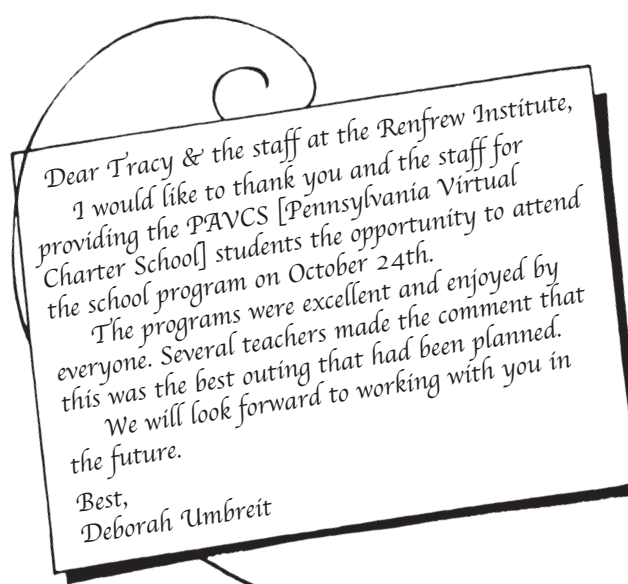 Dear Tracy & the staff at the Renfrew Institute,
I would like to thank you and the staff for
providing the PAVCS [Pennsylvania Virtual
Charter School] students the opportunity to attend
the school program on October 24th.
The programs were excellent and enjoyed by
everyone. Several teachers made the comment that
this was the best outing that had been planned.
We will look forward to working with you in
the future.
Best,
Deborah Umbreit